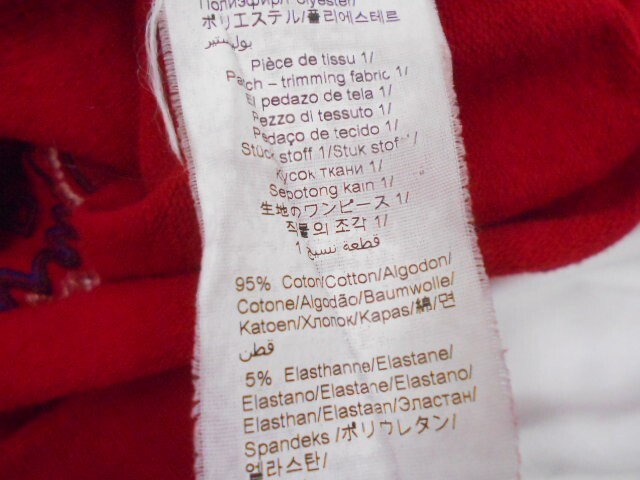 Полиэфир/Polyester/
ポリエステル/폴리에스테르
بوليستير
Pièce de tissu 1/
Patch – trimming fabric 1/
El pedazo de tela 1/
Pezzo di tessuto 1/
Pedaço de tecido 1/
Stück stoff 1/Stuk stof 1/
Кусок ткани 1/
Sepotong kain 1/
生地のワンピース 1/
직물의 조각 1/
قطعة نسيج 1
95% Coton/Cotton/Algodon/
Cotone/Algodão/Baumwolle/
Katoen/Хлопок/Kapas/綿/면
قطن
5% Elasthanne/Elastane/
Elastano/Elastane/Elastano/
Elasthan/Elastaan/Эластан/
Spandeks /ポリウレタン/
엘라스탄/